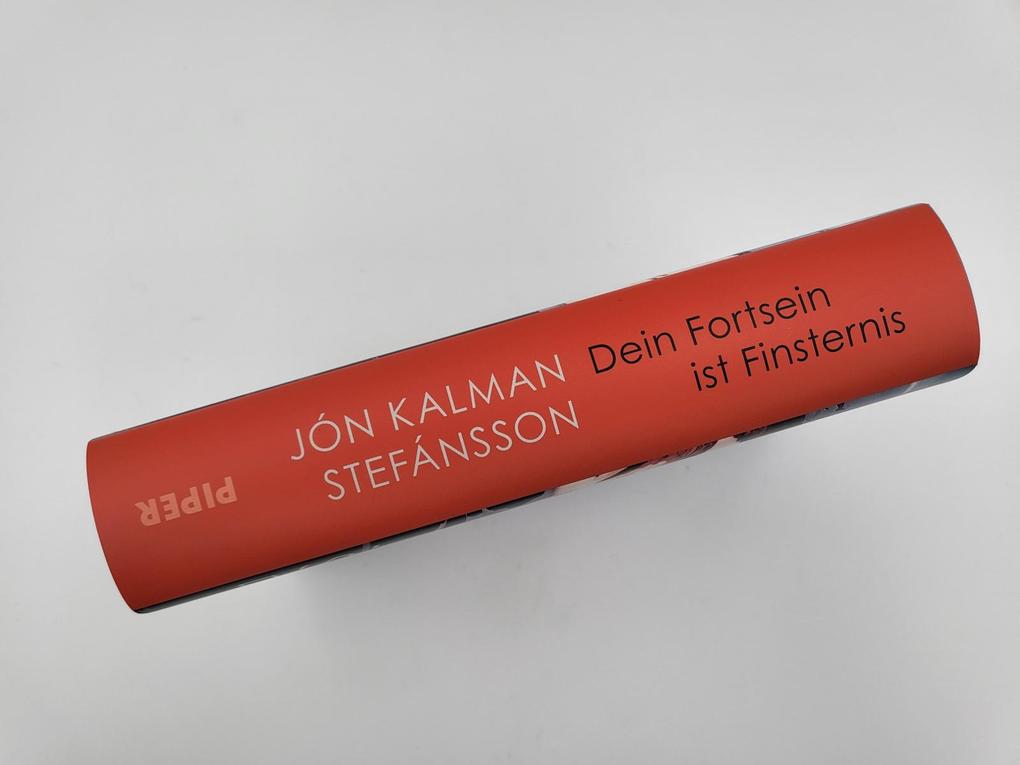 JÓN KALMAN
STEFÁNSSON
Dein Fortsein
ist Finsternis
PIPER